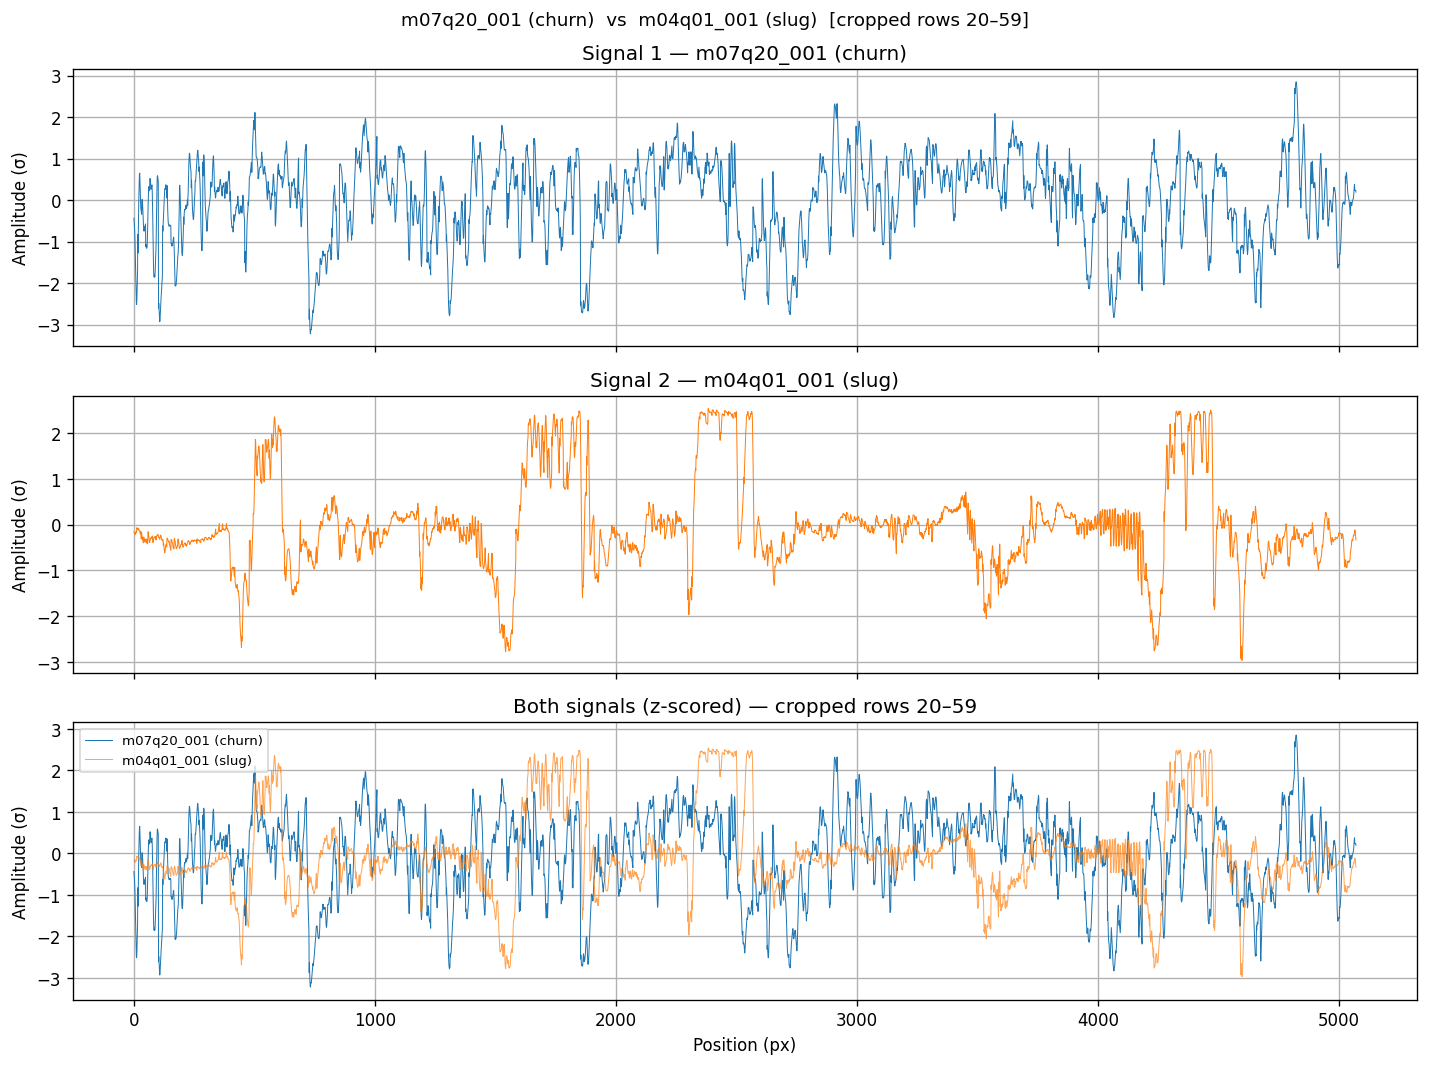 m07q20_001 (churn)  vs  m04q01_001 (slug)  [cropped rows 20–59]
Signal 1 — m07q20_001 (churn)
3
2
1
0
−1
−2
−3
Amplitude (σ)
Signal 2 — m04q01_001 (slug)
2
1
0
−1
−2
−3
Amplitude (σ)
Both signals (z-scored) — cropped rows 20–59
m07q20_001 (churn)
m04q01_001 (slug)
3
2
1
0
−1
−2
−3
Amplitude (σ)
0 1000 2000 3000 4000 5000
Position (px)